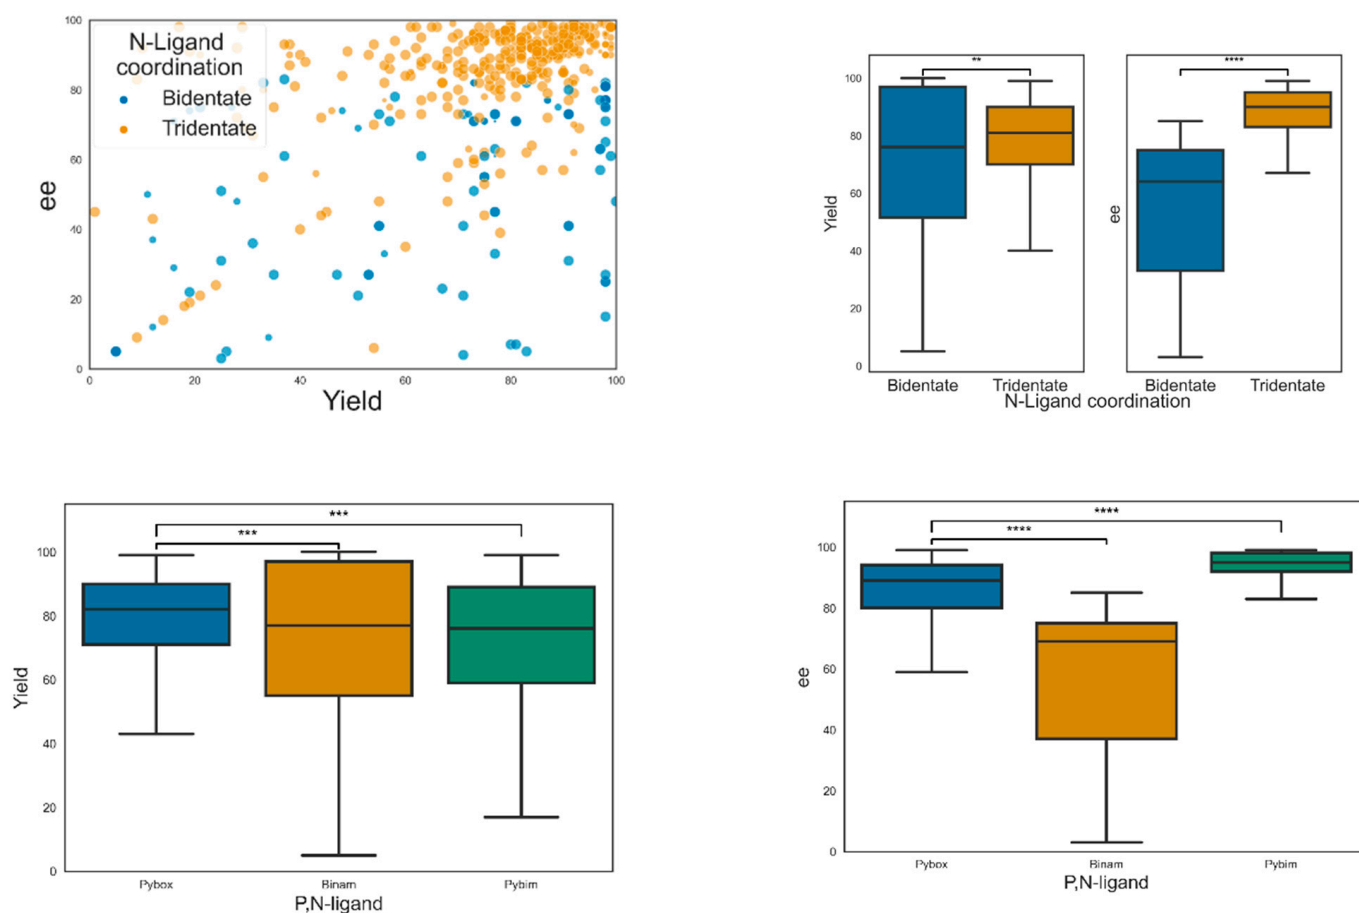 100
80
60
40
20
0
ee
N-Ligand
coordination
Bidentate
Tridentate
0 20 40 60 80 100
Yield
100
80
60
40
20
0
Yield
**
Bidentate Tridentate
ee
****
Bidentate Tridentate
N-Ligand coordination
100
80
60
40
20
0
Yield
***
***
Pybox Binam Pybim
P,N-ligand
100
80
60
40
20
0
ee
****
****
Pybox Binam Pybim
P,N-ligand